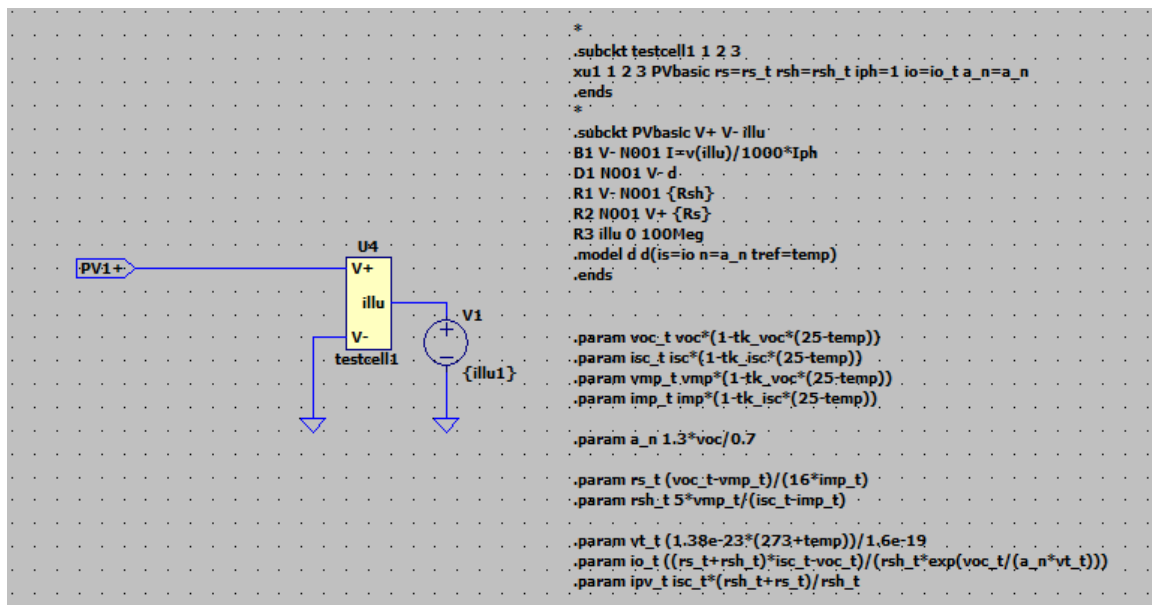 *
.subckt testcell1 1 2 3
xu1 1 2 3 PVbasic rs=rs_t rsh=rsh_t iph=1 io=io_t a_n=a_n
.ends
*
.subckt PVbasic V+ V- illu
B1 V- N001 I=v(illu)/1000*Iph
D1 N001 V- d
R1 V- N001 {Rsh}
R2 N001 V+ {Rs}
R3 illu 0 100Meg
.model d d(is=io n=a_n tref=temp)
.ends
U4
PV1+
V+
illu
V-
testcell1
V1
{illu1}
.param voc_t voc*(1-tk_voc*(25-temp))
.param isc_t isc*(1-tk_isc*(25-temp))
.param vmp_t vmp*(1-tk_voc*(25-temp))
.param imp_t imp*(1-tk_isc*(25-temp))
.param a_n 1.3*voc/0.7
.param rs_t (voc_t-vmp_t)/(16*imp_t)
.param rsh_t 5*vmp_t/(isc_t-imp_t)
.param vt_t (1.38e-23*(273+temp))/1.6e-19
.param io_t ((rs_t+rsh_t)*isc_t-voc_t)/(rsh_t*exp(voc_t/(a_n*vt_t)))
.param ipv_t isc_t*(rsh_t+rs_t)/rsh_t